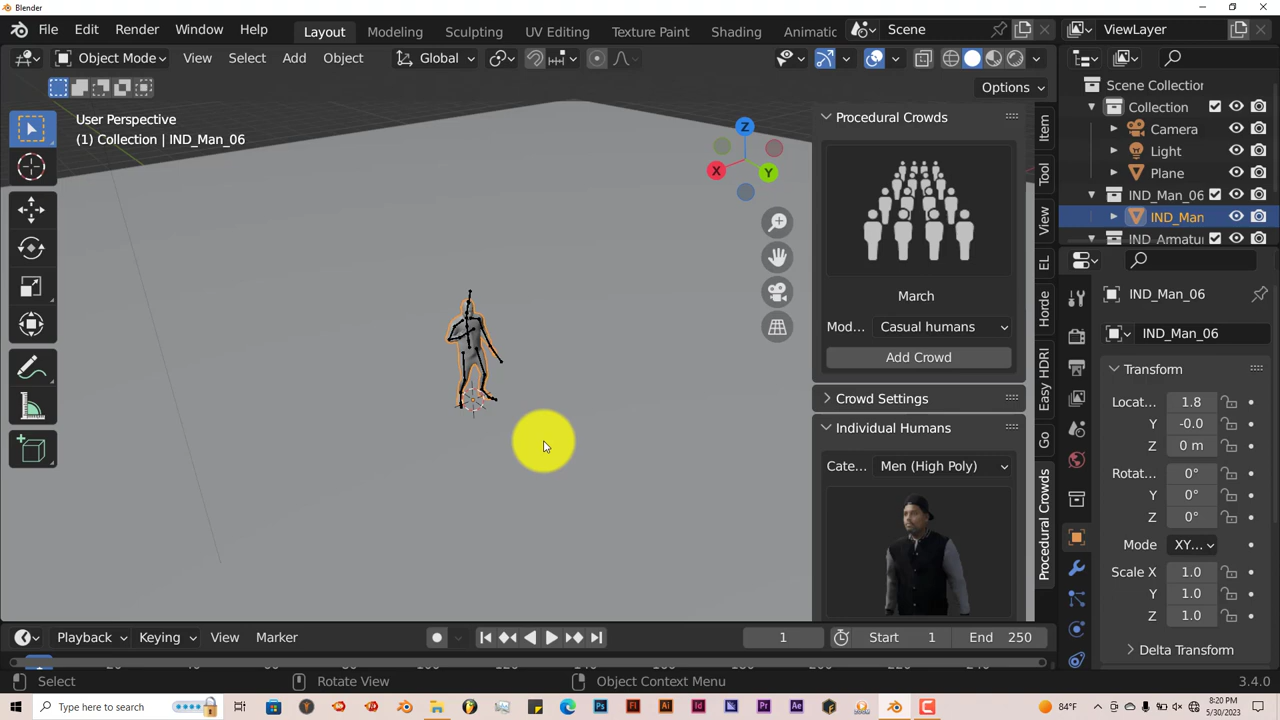 Blender
File Edit Render Window Help Layout Modeling Sculpting UV Editing Texture Paint Shading Animatic Scene ViewLayer
Object Mode View Select Add Object Global
Options
User Perspective
(1) Collection | IND_Man_06
Z
X
Y
Procedural Crowds
March
Mod... Casual humans
Add Crowd
Crowd Settings
Individual Humans
Cate... Men (High Poly)
Item
Tool
View
EL
Horde
Easy HDRI
Go
Procedural Crowds
Scene Collection
Collection
Camera
Light
Plane
IND_Man_06
IND_Man
IND_Armatu
IND_Man_06
IND_Man_06
Transform
Locat... 1.8
Y -0.0
Z 0 m
Rotat... 0°
Y 0°
Z 0°
Mode XY...
Scale X 1.0
Y 1.0
Z 1.0
Delta Transform
Playback Keying View Marker 1 Start 1 End 250
Select Rotate View Object Context Menu 3.4.0
Type here to search 84°F 8:20 PM
5/30/2023